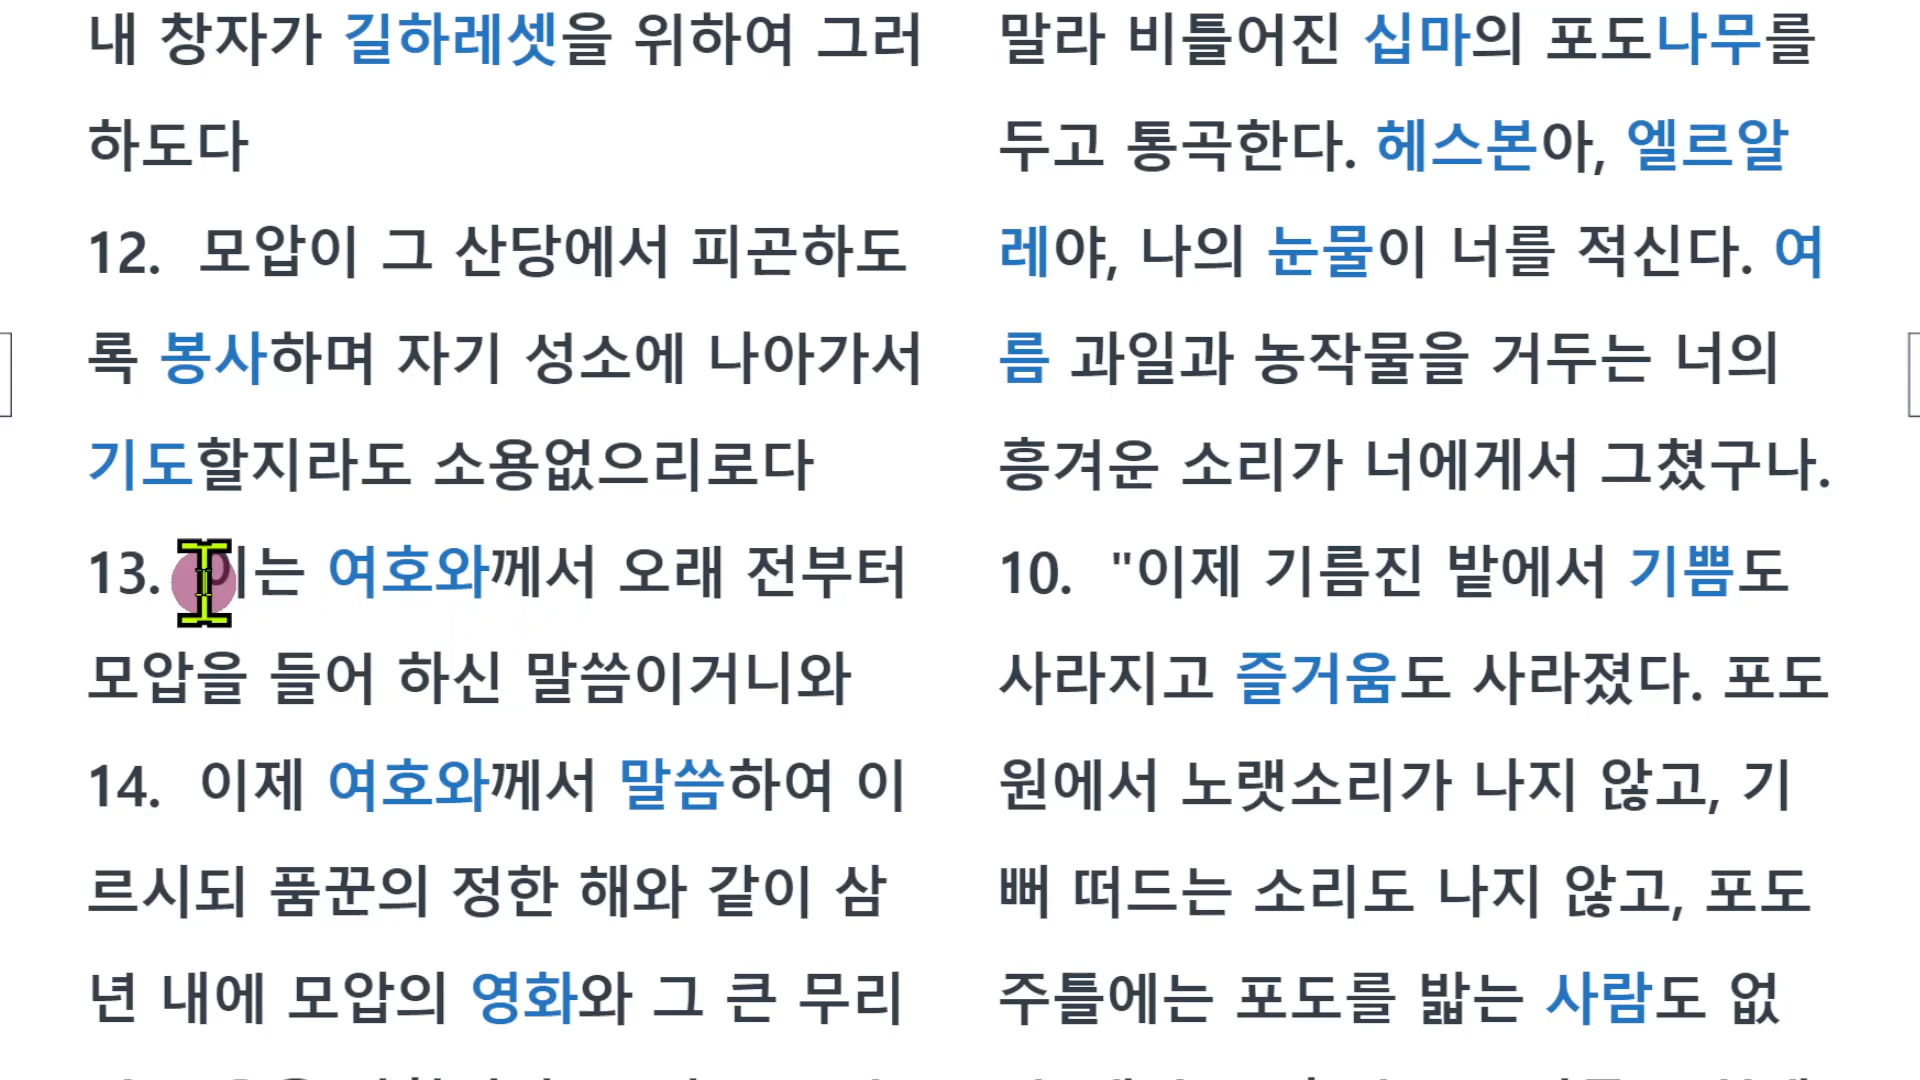 내 창자가 길하레셋을 위하여 그러
하도다
12. 모압이 그 산당에서 피곤하도
록 봉사하며 자기 성소에 나아가서
기도할지라도 소용없으리로다
13. 이는 여호와께서 오래 전부터
모압을 들어 하신 말씀이거니와
14. 이제 여호와께서 말씀하여 이
르시되 품꾼의 정한 해와 같이 삼
년 내에 모압의 영화와 그 큰 무리
말라 비틀어진 십마의 포도나무를
두고 통곡한다. 헤스본아, 엘르알
레야, 나의 눈물이 너를 적신다. 여
름 과일과 농작물을 거두는 너의
흥겨운 소리가 너에게서 그쳤구나.
10. "이제 기름진 밭에서 기쁨도
사라지고 즐거움도 사라졌다. 포도
원에서 노랫소리가 나지 않고, 기
뻐 떠드는 소리도 나지 않고, 포도
주틀에는 포도를 밟는 사람도 없